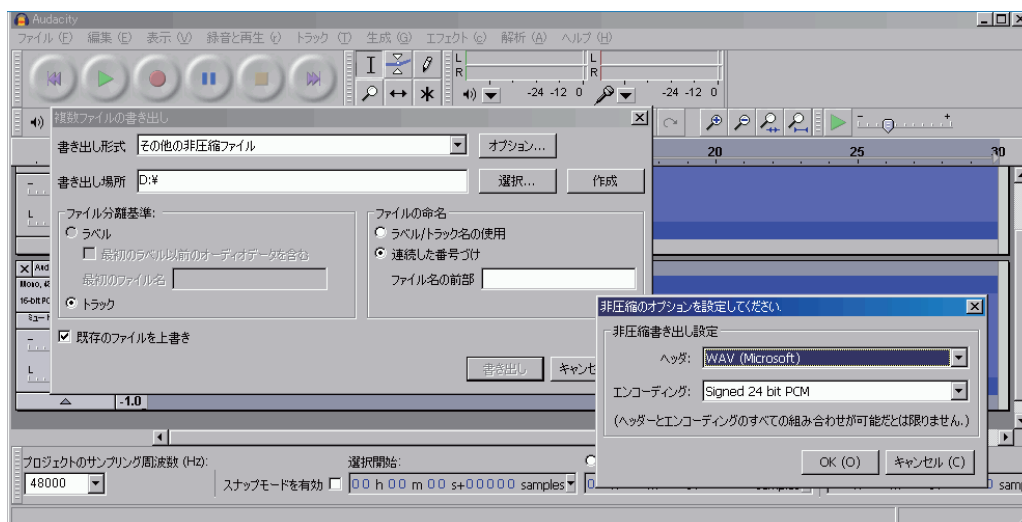 Audacity
ファイル (F) 編集 (E) 表示 (V) 録音と再生 トラック (T) 生成 (G) エフェクト 解析 (A) ヘルプ (H)
L
R
-24 -12 0
L
R
-24 -12 0
複数ファイルの書き出し
書き出し形式 その他の非圧縮ファイル オプション...
書き出し場所 D:¥ 選択... 作成
ファイル分離基準:
ラベル
最初のラベル以前のオーディオデータを含む
最初のファイル名
トラック
既存のファイルを上書き
ファイルの命名
ラベル/トラック名の使用
連続した番号づけ
ファイル名の前部
書き出し
20 25 30
L
Mono,
16-bit
L
-1.0
非圧縮のオプションを設定してください.
非圧縮書き出し設定
ヘッダ: WAV (Microsoft)
エンコーディング: Signed 24 bit PCM
(ヘッダーとエンコーディングのすべての組み合わせが可能だとは限りません.)
OK (O) キャンセル (C)
プロジェクトのサンプリング周波数 (Hz):
48000
スナップモードを有効
選択開始:
00 h 00 m 00 s+00000 samples